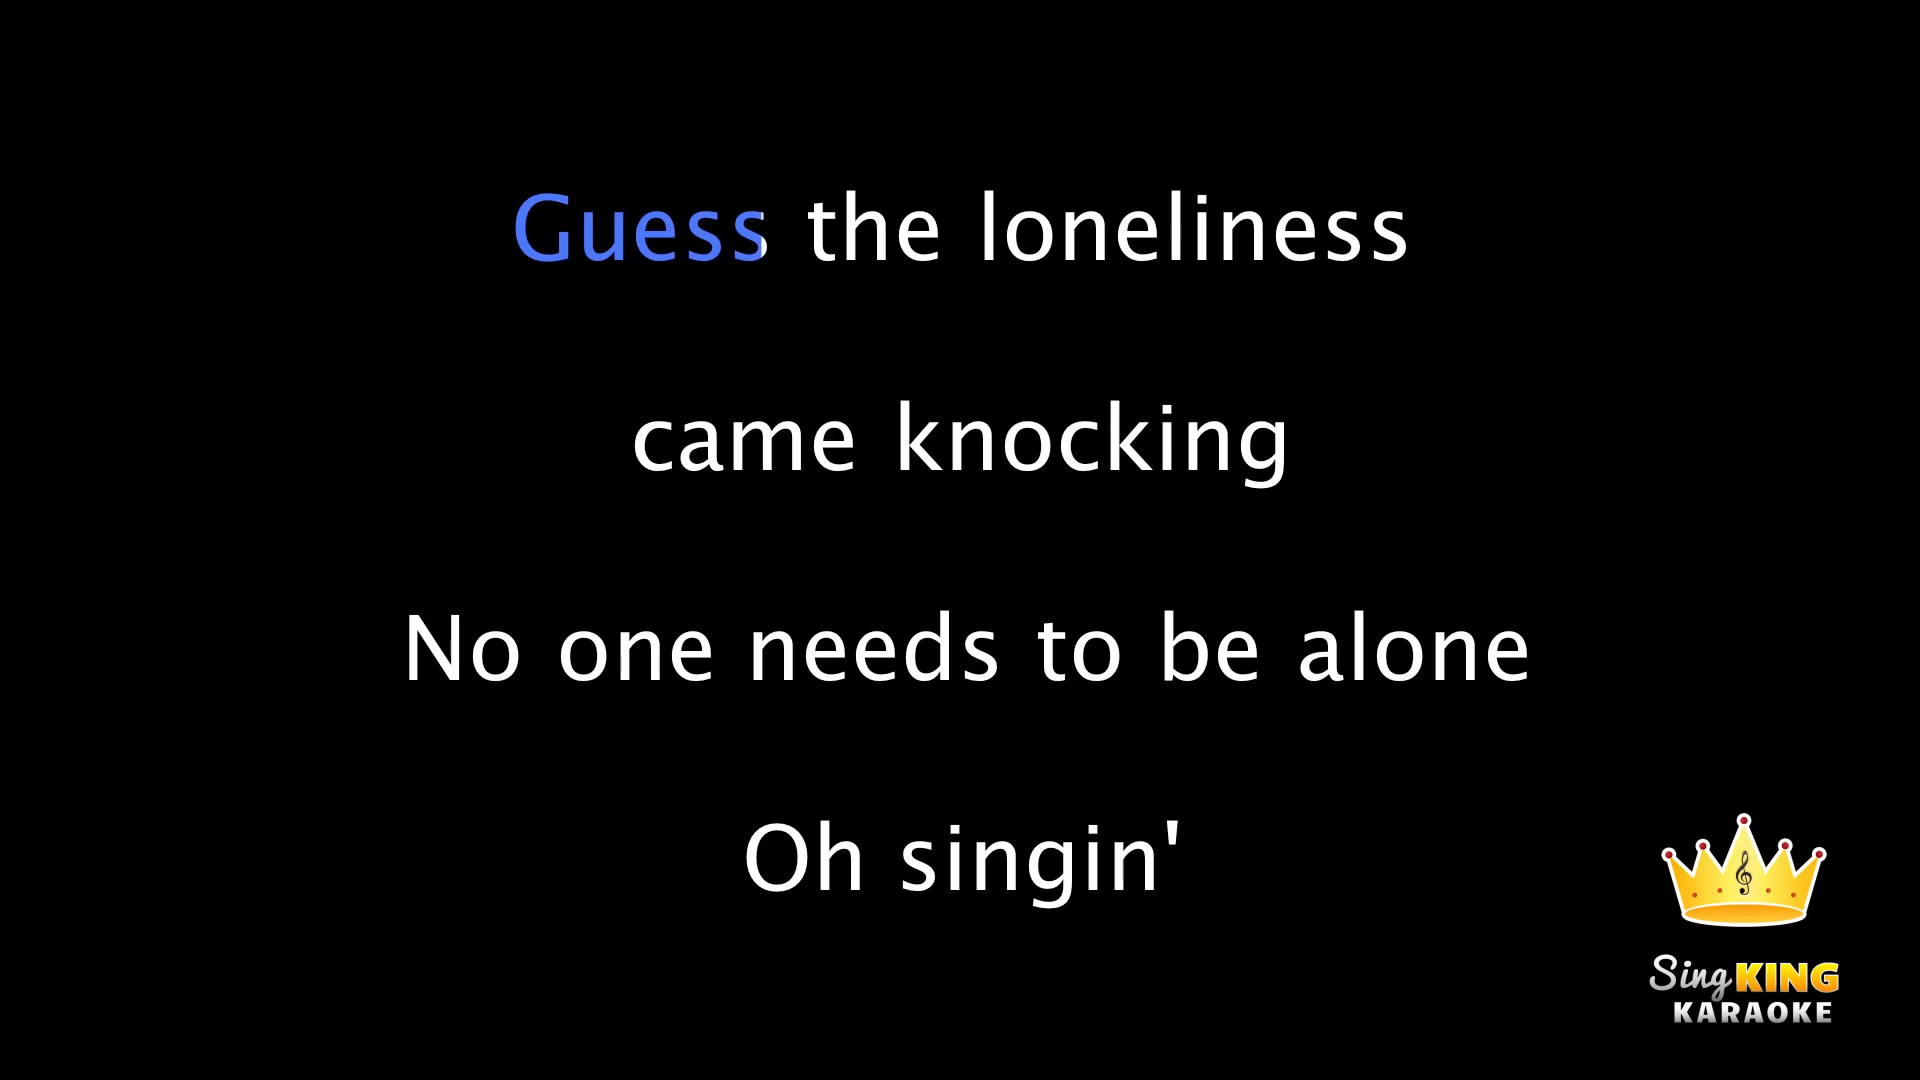 Guess the loneliness
came knocking
No one needs to be alone
Oh singin'
Sing KING
KARAOKE